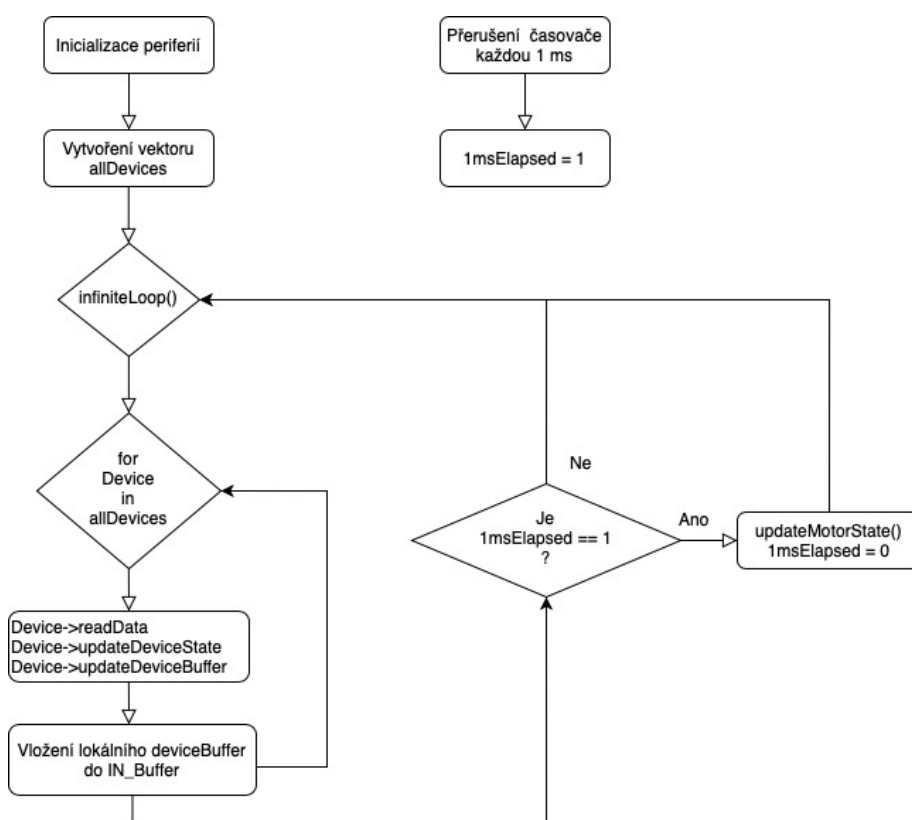 Inicializace periferií
Vytvoření vektoru
allDevices
infiniteLoop()
for
Device
in
allDevices
Device->readData
Device->updateDeviceState
Device->updateDeviceBuffer
Vložení lokálního deviceBuffer
do IN_Buffer
Přerušení časovače
každou 1 ms
1msElapsed = 1
Ne
Je
1msElapsed == 1
?
Ano
updateMotorState()
1msElapsed = 0